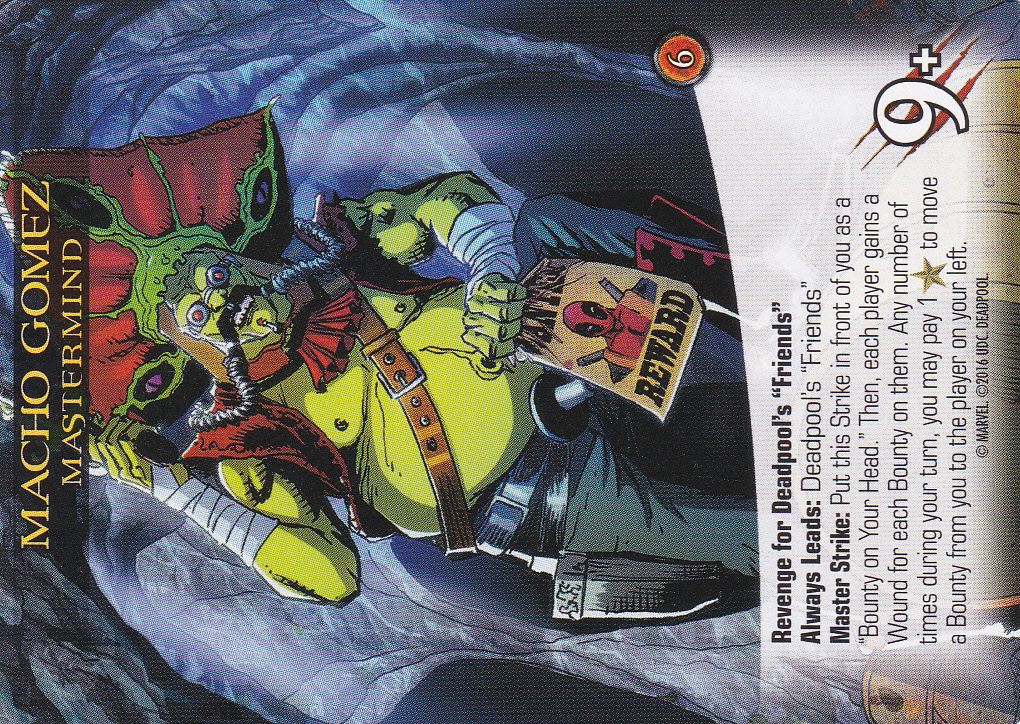 MACHO GOMEZ
MASTERMIND
WANTED
REWARD
6
Revenge for Deadpool's “Friends”
Always Leads: Deadpool's “Friends”
Master Strike: Put this Strike in front of you as a
“Bounty on Your Head.” Then, each player gains a
Wound for each Bounty on them. Any number of
times during your turn, you may pay 1 ★ to move
a Bounty from you to the player on your left.
9+
© MARVEL. ©2016 UDC. DEADPOOL.